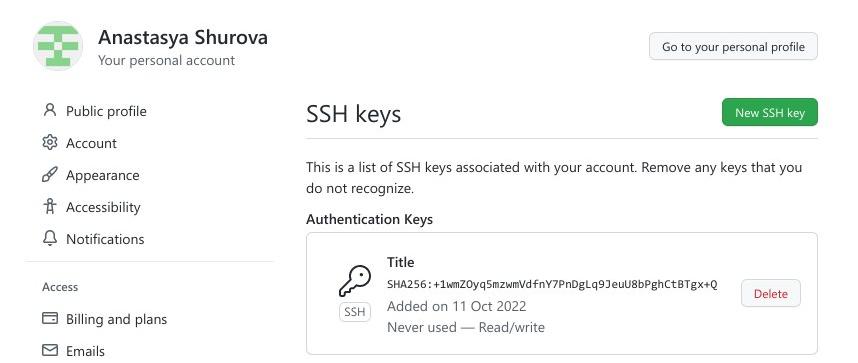 Anastasya Shurova
Your personal account
Go to your personal profile
Public profile
Account
Appearance
Accessibility
Notifications
Access
Billing and plans
Emails
SSH keys
New SSH key
This is a list of SSH keys associated with your account. Remove any keys that you
do not recognize.
Authentication Keys
SSH
Title
SHA256:+1wmZOyq5mzwmVdfnY7PnDgLq9JeuU8bPghCtBTgx+Q
Added on 11 Oct 2022
Never used — Read/write
Delete